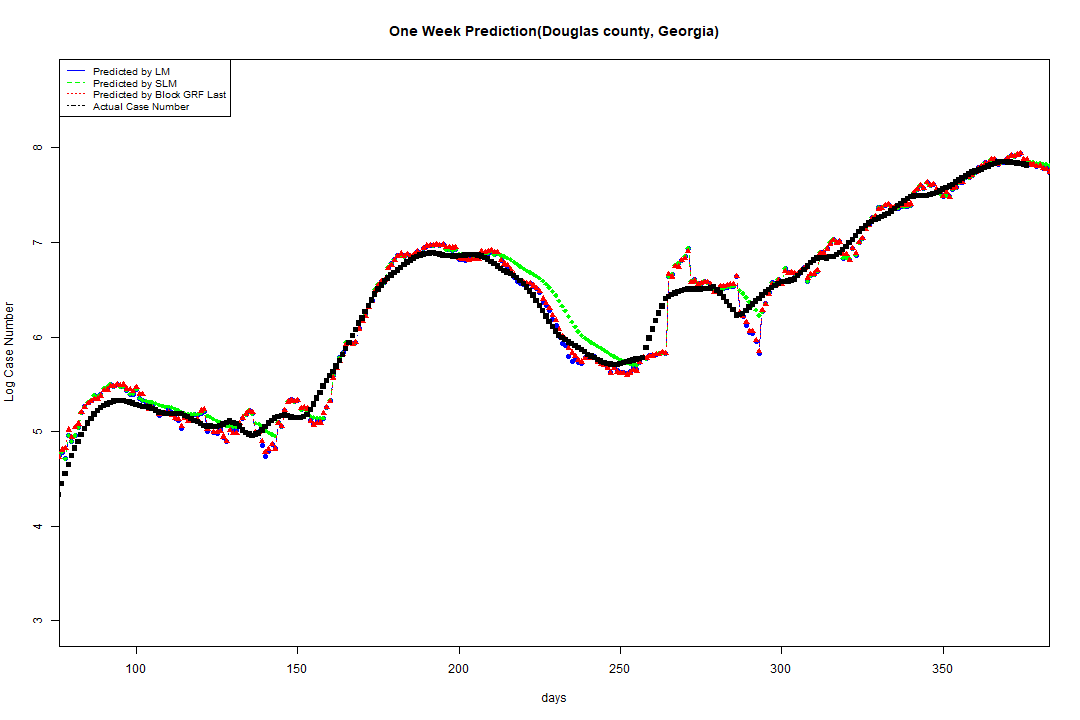 One Week Prediction(Douglas county, Georgia)
Predicted by LM
Predicted by SLM
Predicted by Block GRF Last
Actual Case Number
8
7
6
5
4
3
Log Case Number
100 150 200 250 300 350
days